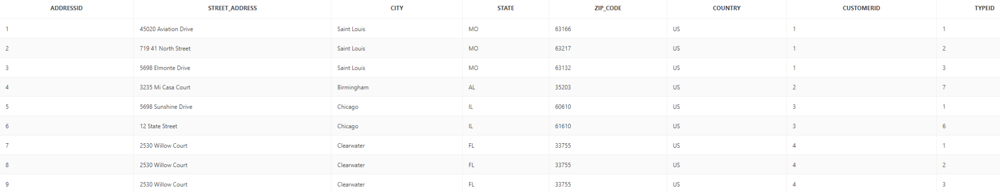 ADDRESSID STREET_ADDRESS CITY STATE ZIP_CODE COUNTRY CUSTOMERID TYPEID
1 45020 Aviation Drive Saint Louis MO 63166 US 1 1
2 719 41 North Street Saint Louis MO 63217 US 1 2
3 5698 Elmonte Drive Saint Louis MO 63132 US 1 3
4 3235 Mi Casa Court Birmingham AL 35203 US 2 7
5 5698 Sunshine Drive Chicago IL 60610 US 3 1
6 12 State Street Chicago IL 61610 US 3 6
7 2530 Willow Court Clearwater FL 33755 US 4 1
8 2530 Willow Court Clearwater FL 33755 US 4 2
9 2530 Willow Court Clearwater FL 33755 US 4 3